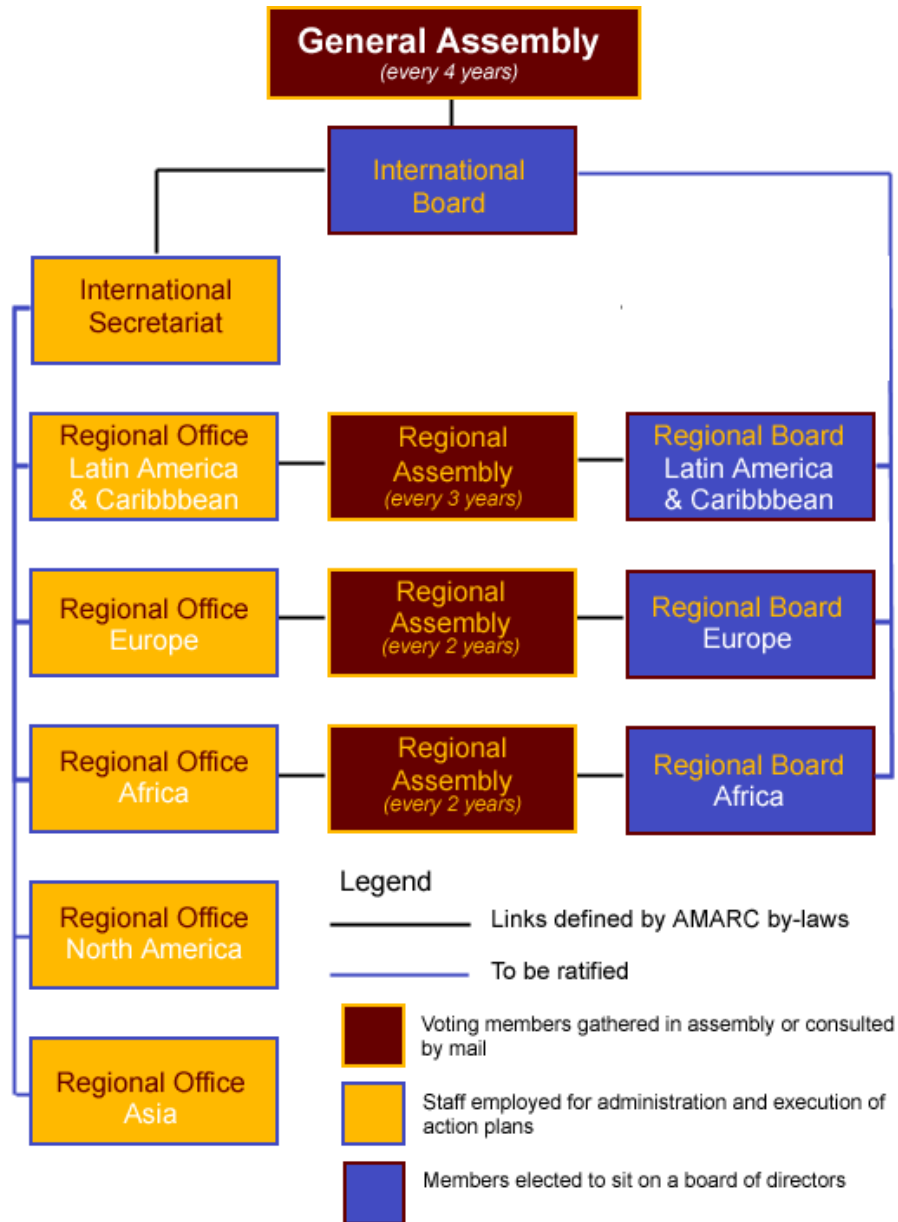 General Assembly
(every 4 years)
International
Board
International
Secretariat
Regional Office
Latin America
& Caribbbean
Regional
Assembly
(every 3 years)
Regional Board
Latin America
& Caribbean
Regional Office
Europe
Regional
Assembly
(every 2 years)
Regional Board
Europe
Regional Office
Africa
Regional
Assembly
(every 2 years)
Regional Board
Africa
Regional Office
North America
Regional Office
Asia
Legend
Links defined by AMARC by-laws
To be ratified
Voting members gathered in assembly or consulted
by mail
Staff employed for administration and execution of
action plans
Members elected to sit on a board of directors